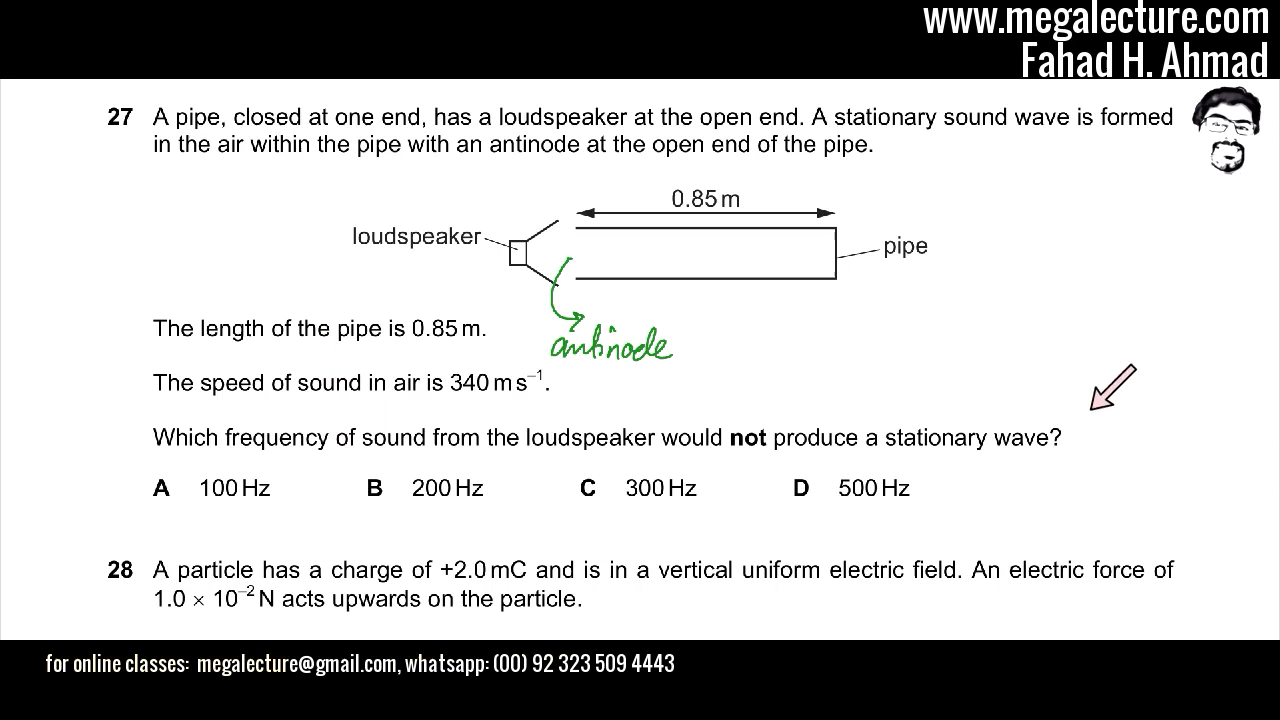 www.megalecture.com
Fahad H. Ahmad
27 A pipe, closed at one end, has a loudspeaker at the open end. A stationary sound wave is formed
in the air within the pipe with an antinode at the open end of the pipe.
0.85 m
loudspeaker
pipe
The length of the pipe is 0.85 m.
antinode
The speed of sound in air is 340 m s⁻¹.
Which frequency of sound from the loudspeaker would not produce a stationary wave?
A 100 Hz B 200 Hz C 300 Hz D 500 Hz
28 A particle has a charge of +2.0 mC and is in a vertical uniform electric field. An electric force of
1.0 × 10⁻² N acts upwards on the particle.
for online classes: megalecture@gmail.com, whatsapp: (00) 92 323 509 4443